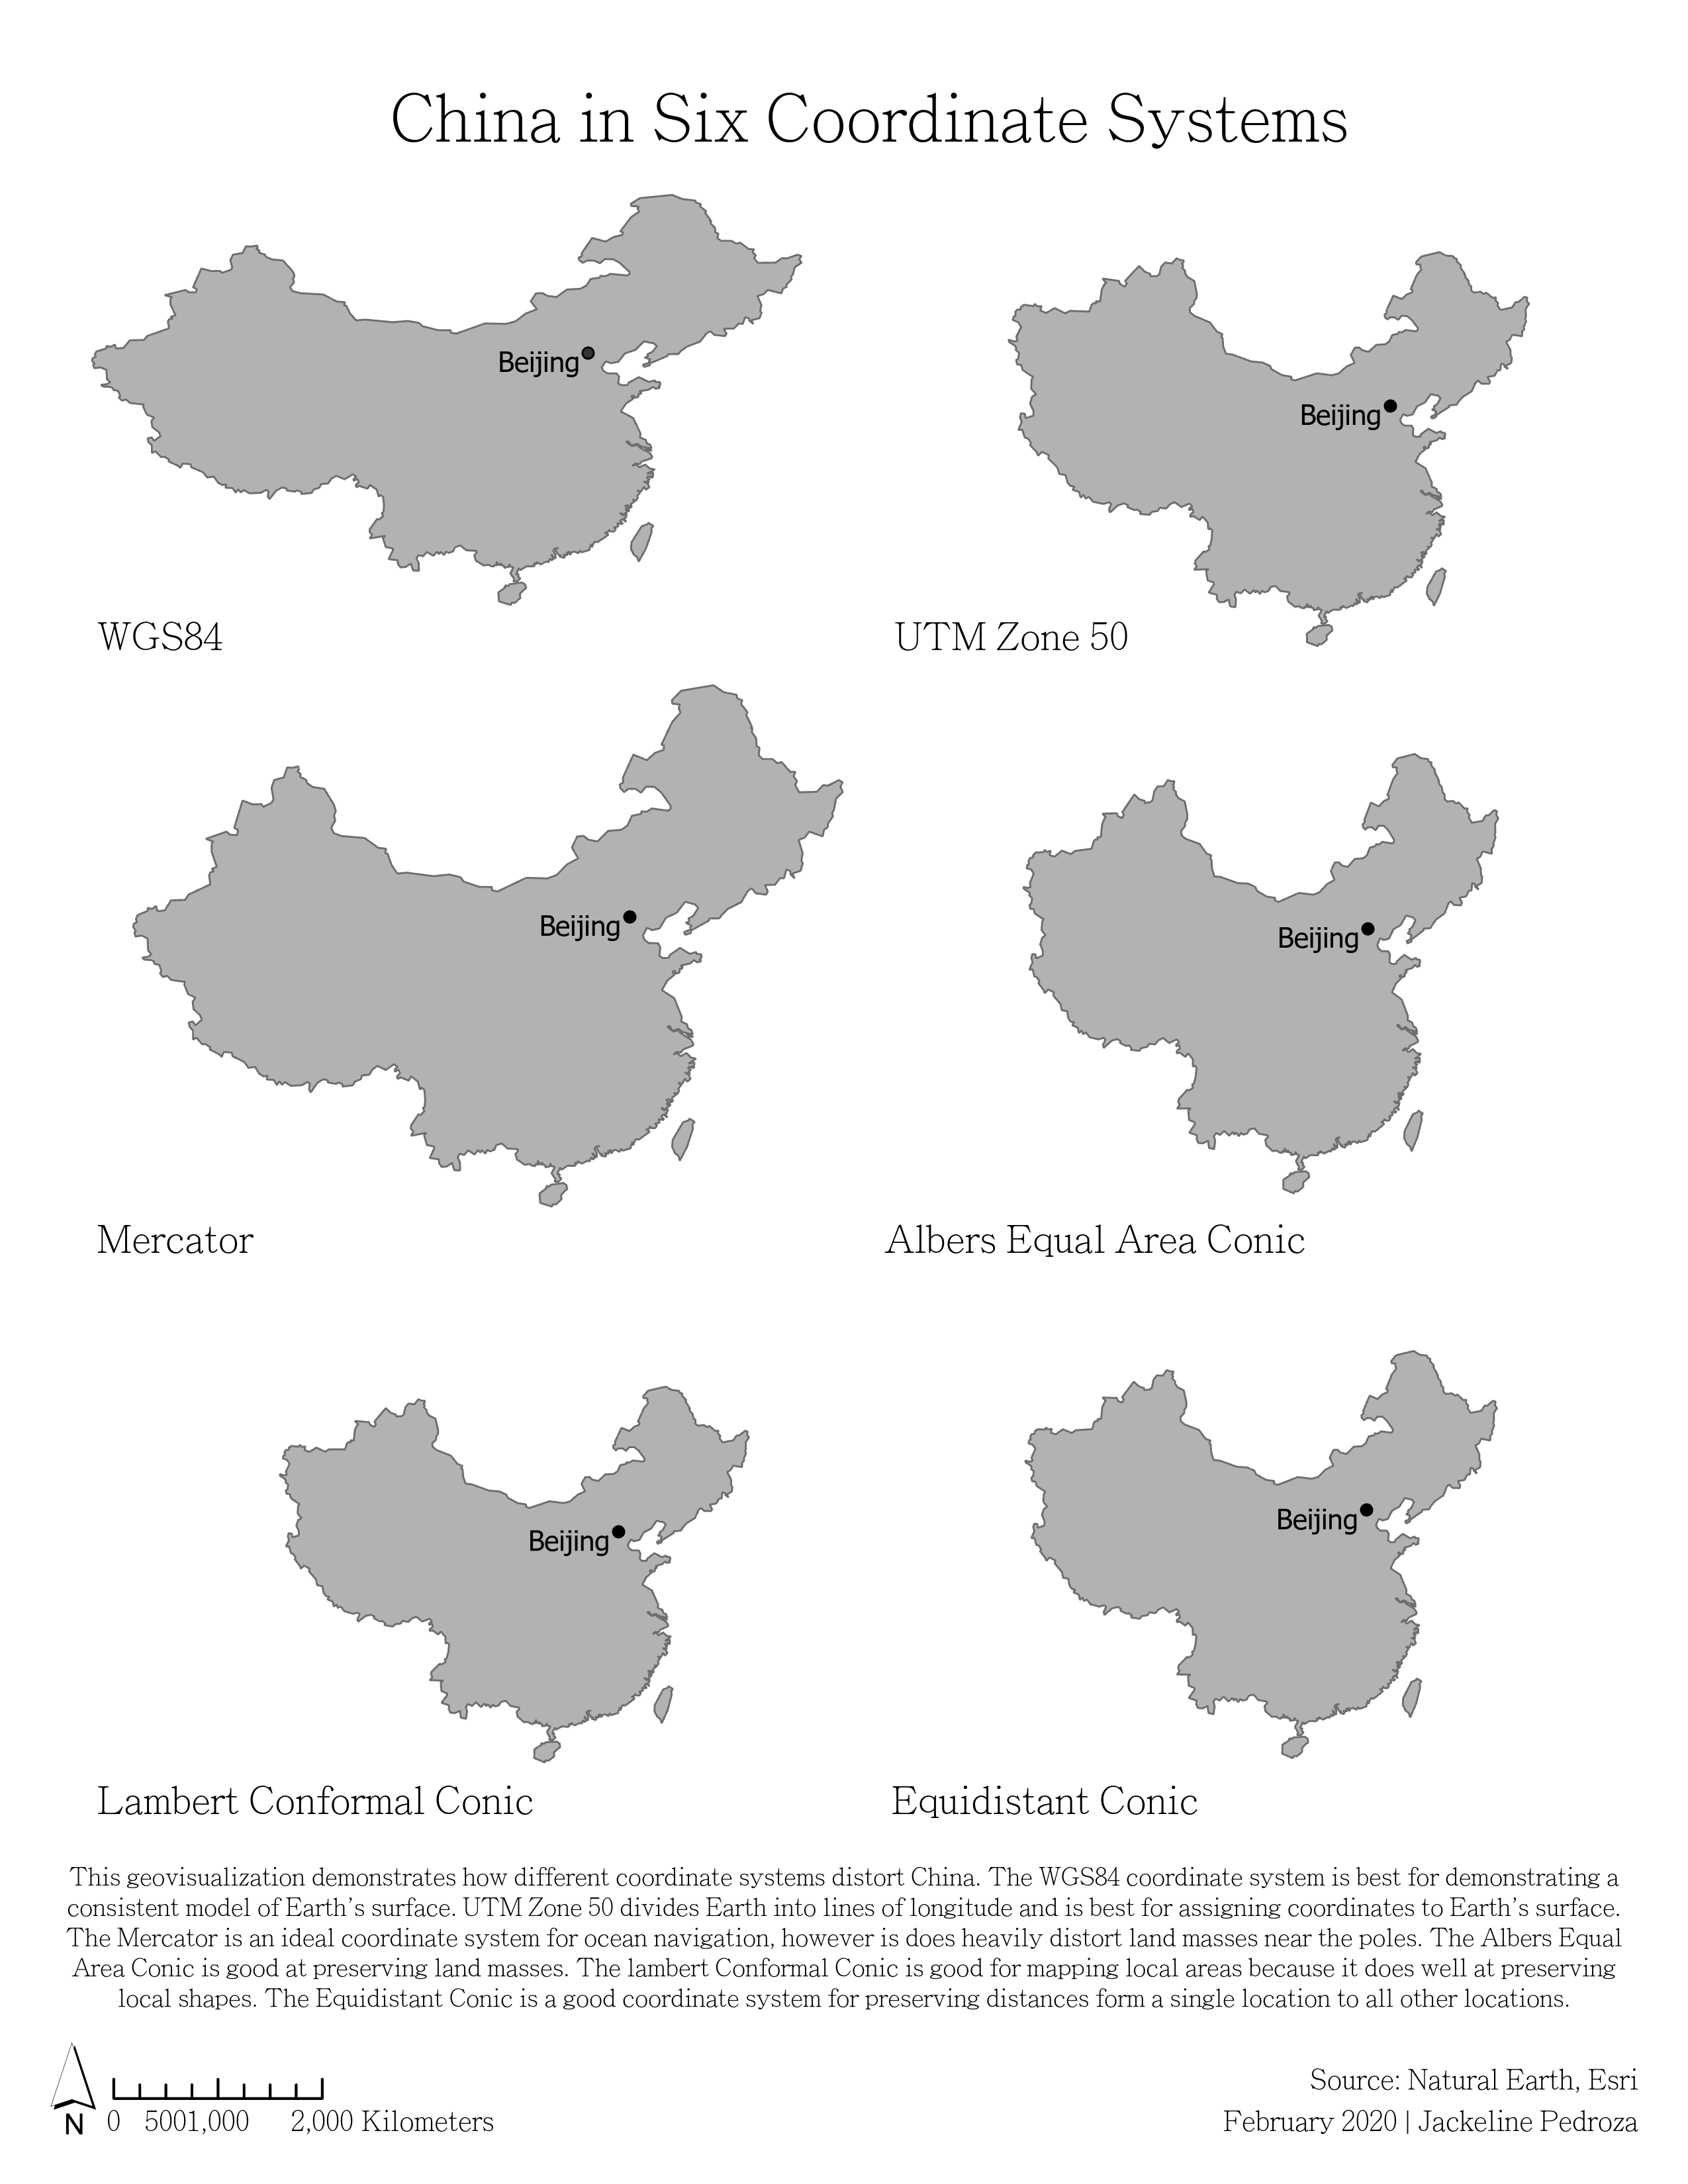 China in Six Coordinate Systems
Beijing
Beijing
WGS84
UTM Zone 50
Beijing
Beijing
Mercator
Albers Equal Area Conic
Beijing
Beijing
Lambert Conformal Conic
Equidistant Conic
This geovisualization demonstrates how different coordinate systems distort China. The WGS84 coordinate system is best for demonstrating a
consistent model of Earth's surface. UTM Zone 50 divides Earth into lines of longitude and is best for assigning coordinates to Earth's surface.
The Mercator is an ideal coordinate system for ocean navigation, however is does heavily distort land masses near the poles. The Albers Equal
Area Conic is good at preserving land masses. The lambert Conformal Conic is good for mapping local areas because it does well at preserving
local shapes. The Equidistant Conic is a good coordinate system for preserving distances form a single location to all other locations.
N
0 5001,000 2,000 Kilometers
Source: Natural Earth, Esri
February 2020 | Jackeline Pedroza